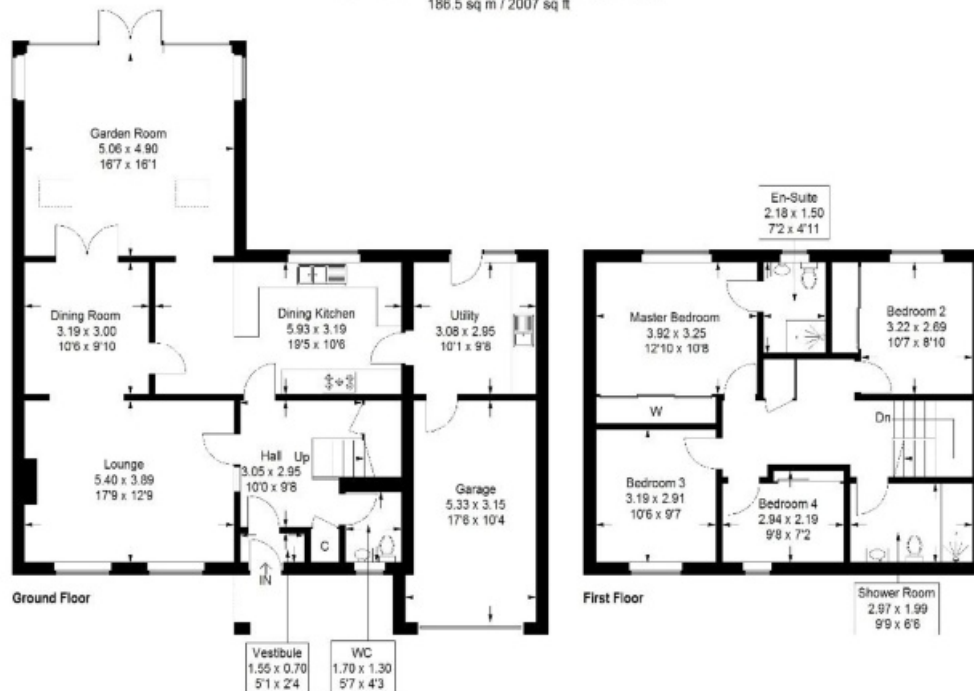 186.5 sq m / 2007 sq ft
Garden Room
5.06 x 4.90
16'7 x 16'1
Dining Room
3.19 x 3.00
10'6 x 9'10
Dining Kitchen
5.93 x 3.19
19'5 x 10'6
Utility
3.08 x 2.95
10'1 x 9'8
Lounge
5.40 x 3.89
17'9 x 12'9
Hall
3.05 x 2.95
10'0 x 9'8
Up
C
IN
Garage
5.33 x 3.15
17'6 x 10'4
Ground Floor
Vestibule
1.55 x 0.70
5'1 x 2'4
WC
1.70 x 1.30
5'7 x 4'3
En-Suite
2.18 x 1.50
7'2 x 4'11
Master Bedroom
3.92 x 3.25
12'10 x 10'8
Bedroom 2
3.22 x 2.69
10'7 x 8'10
W
Dn
Bedroom 3
3.19 x 2.91
10'6 x 9'7
Bedroom 4
2.94 x 2.19
9'8 x 7'2
First Floor
Shower Room
2.97 x 1.99
9'9 x 6'6